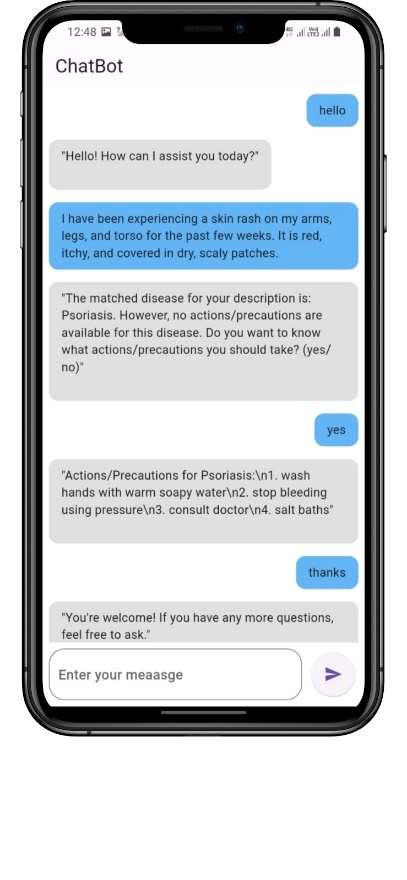 12:48
ChatBot
hello
"Hello! How can I assist you today?"
I have been experiencing a skin rash on my arms,
legs, and torso for the past few weeks. It is red,
itchy, and covered in dry, scaly patches.
"The matched disease for your description is:
Psoriasis. However, no actions/precautions are
available for this disease. Do you want to know
what actions/precautions you should take? (yes/
no)"
yes
"Actions/Precautions for Psoriasis:\n1. wash
hands with warm soapy water\n2. stop bleeding
using pressure\n3. consult doctor\n4. salt baths"
thanks
"You're welcome! If you have any more questions,
feel free to ask."
Enter your meaasge